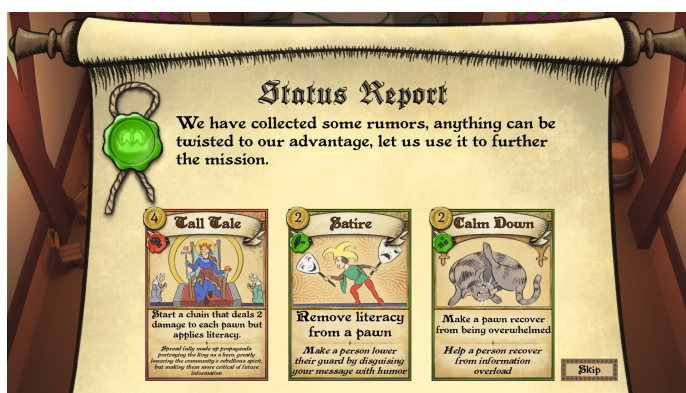 Status Report
We have collected some rumors, anything can be
twisted to our advantage, let us use it to further
the mission.
4
Tall Tale
Start a chain that deals 2
damage to each pawn but
applies literacy.
Spread fully made up propaganda
portraying the king as a hero, greatly
lowering the community's rebellious spirit,
but making them more critical of future
information
2
Satire
Remove literacy
from a pawn
Make a person lower
their guard by disguising
your message with humor
2
Calm Down
Make a pawn recover
from being overwhelmed
Help a person recover
from information
overload
Skip